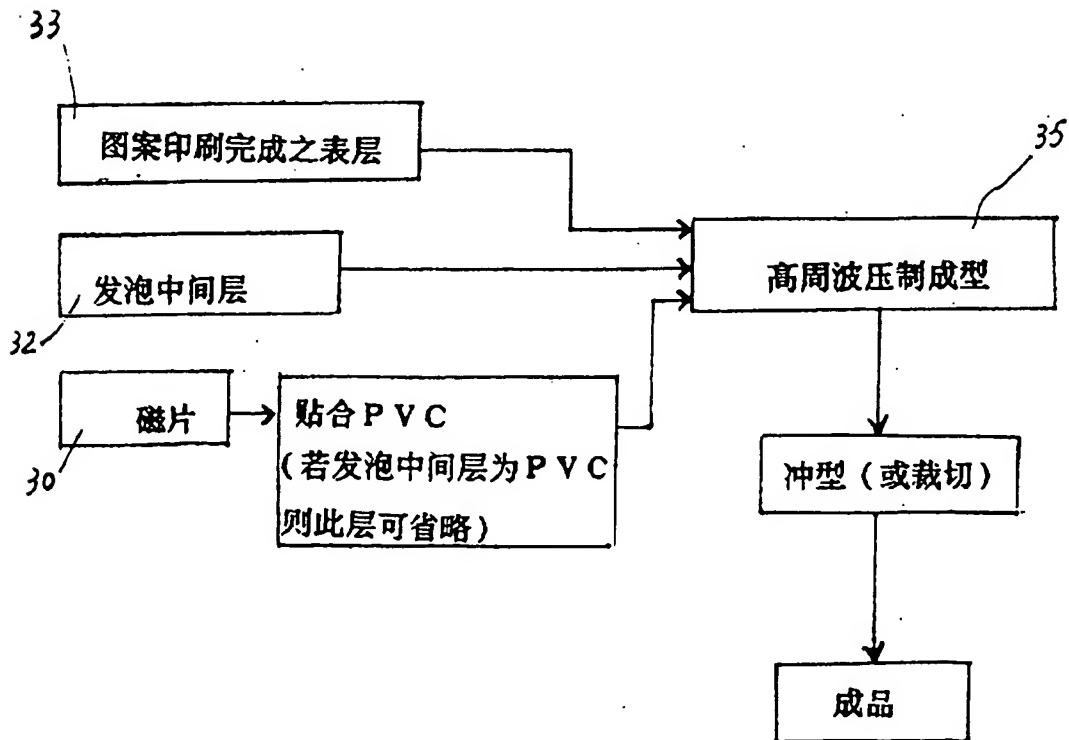 33
图案印刷完成之表层
35
发泡中间层
高周波压制成型
32
磁片
贴合PVC
(若发泡中间层为PVC
则此层可省略)
30
冲型(或裁切)
成品